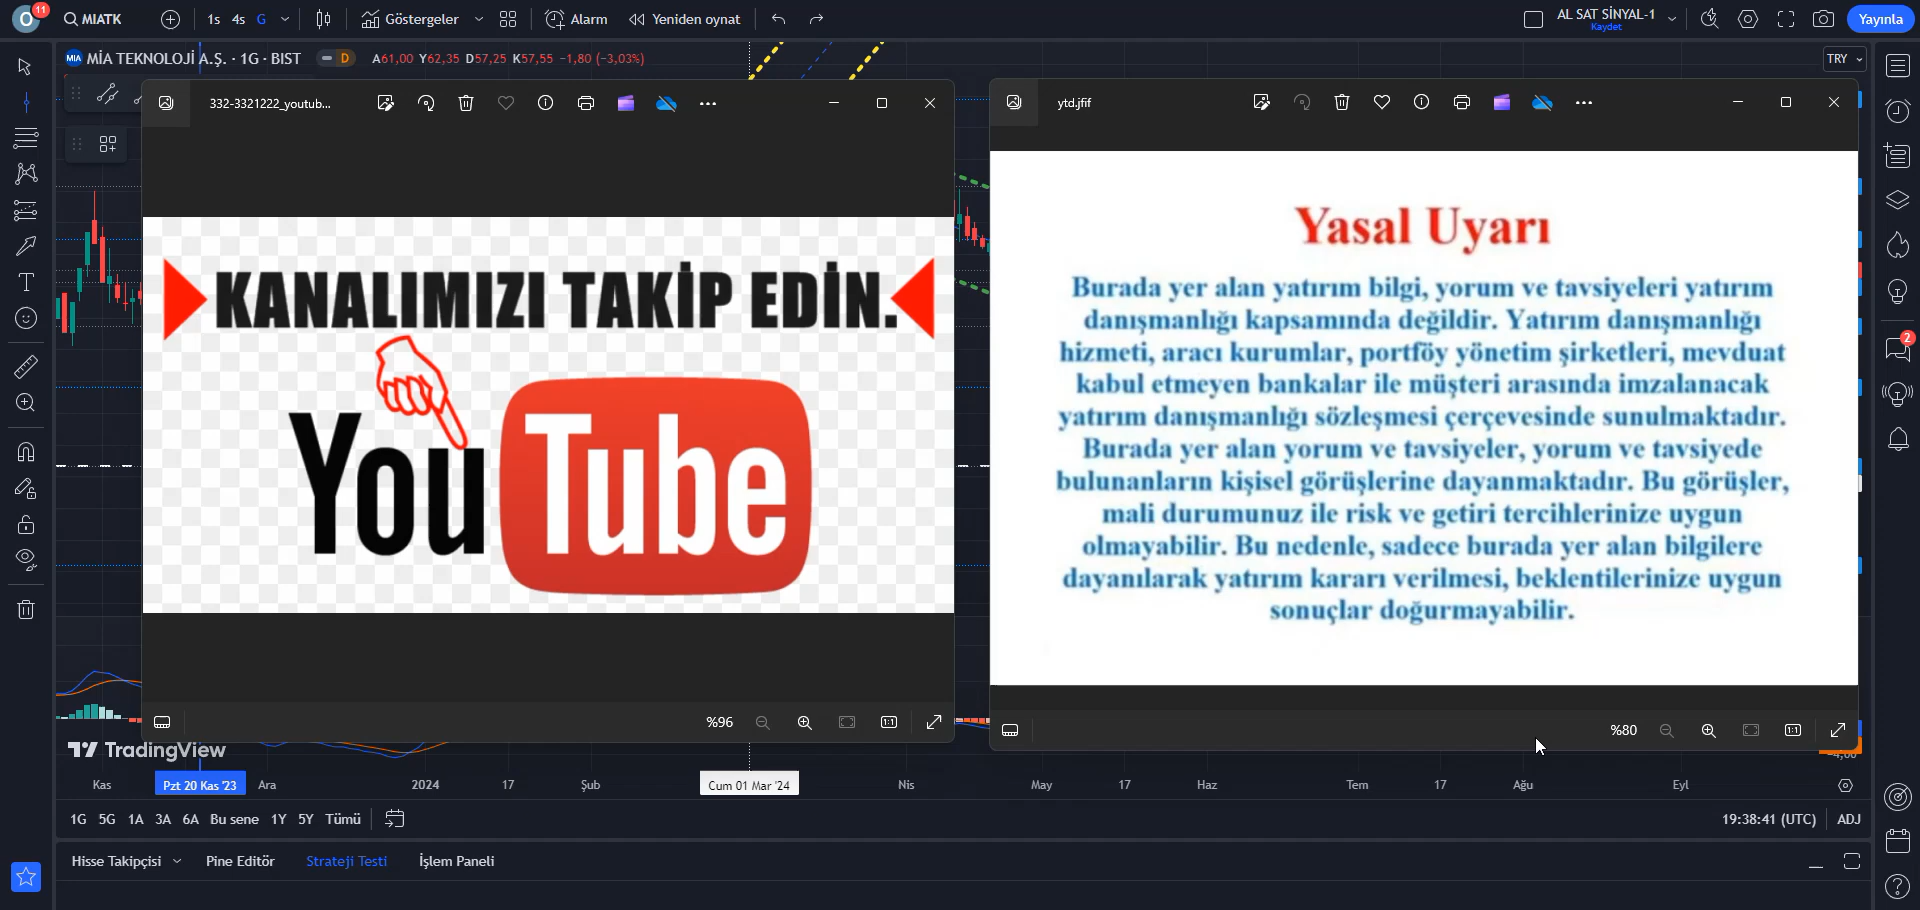 O
11
MIATK
1s
4s
G
Göstergeler
Alarm
Yeniden oynat
AL SAT SİNYAL-1
Kaydet
Yayınla
MIA
MİA TEKNOLOJİ A.Ş. · 1G · BIST
D
A61,00 Y62,35 D57,25 K57,55 −1,80 (−3,03%)
TRY
332-3321222_youtub...
KANALIMIZI TAKİP EDİN.
YouTube
%96
1:1
ytd.jfif
Yasal Uyarı
Burada yer alan yatırım bilgi, yorum ve tavsiyeleri yatırım
danışmanlığı kapsamında değildir. Yatırım danışmanlığı
hizmeti, aracı kurumlar, portföy yönetim şirketleri, mevduat
kabul etmeyen bankalar ile müşteri arasında imzalanacak
yatırım danışmanlığı sözleşmesi çerçevesinde sunulmaktadır.
Burada yer alan yorum ve tavsiyeler, yorum ve tavsiyede
bulunanların kişisel görüşlerine dayanmaktadır. Bu görüşler,
mali durumunuz ile risk ve getiri tercihlerinize uygun
olmayabilir. Bu nedenle, sadece burada yer alan bilgilere
dayanılarak yatırım kararı verilmesi, beklentilerinize uygun
sonuçlar doğurmayabilir.
%80
1:1
2
TradingView
Kas
Pzt 20 Kas '23
Ara
2024
17
Şub
Cum 01 Mar '24
Nis
May
17
Haz
Tem
17
Ağu
Eyl
1G 5G 1A 3A 6A Bu sene 1Y 5Y Tümü
19:38:41 (UTC)
ADJ
Hisse Takipçisi
Pine Editör
Strateji Testi
İşlem Paneli